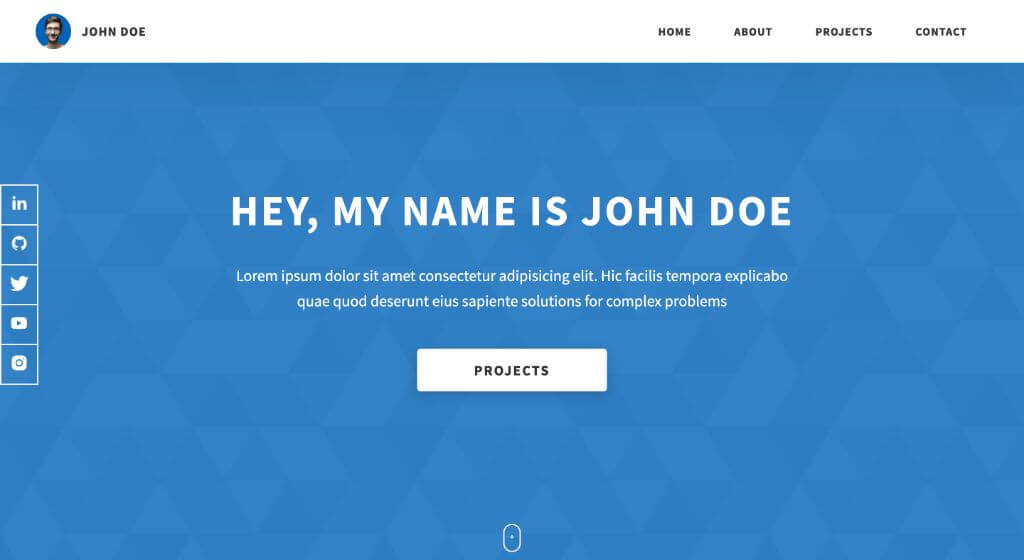 JOHN DOE
HOME
ABOUT
PROJECTS
CONTACT
in
HEY, MY NAME IS JOHN DOE
Lorem ipsum dolor sit amet consectetur adipisicing elit. Hic facilis tempora explicabo
quae quod deserunt eius sapiente solutions for complex problems
PROJECTS